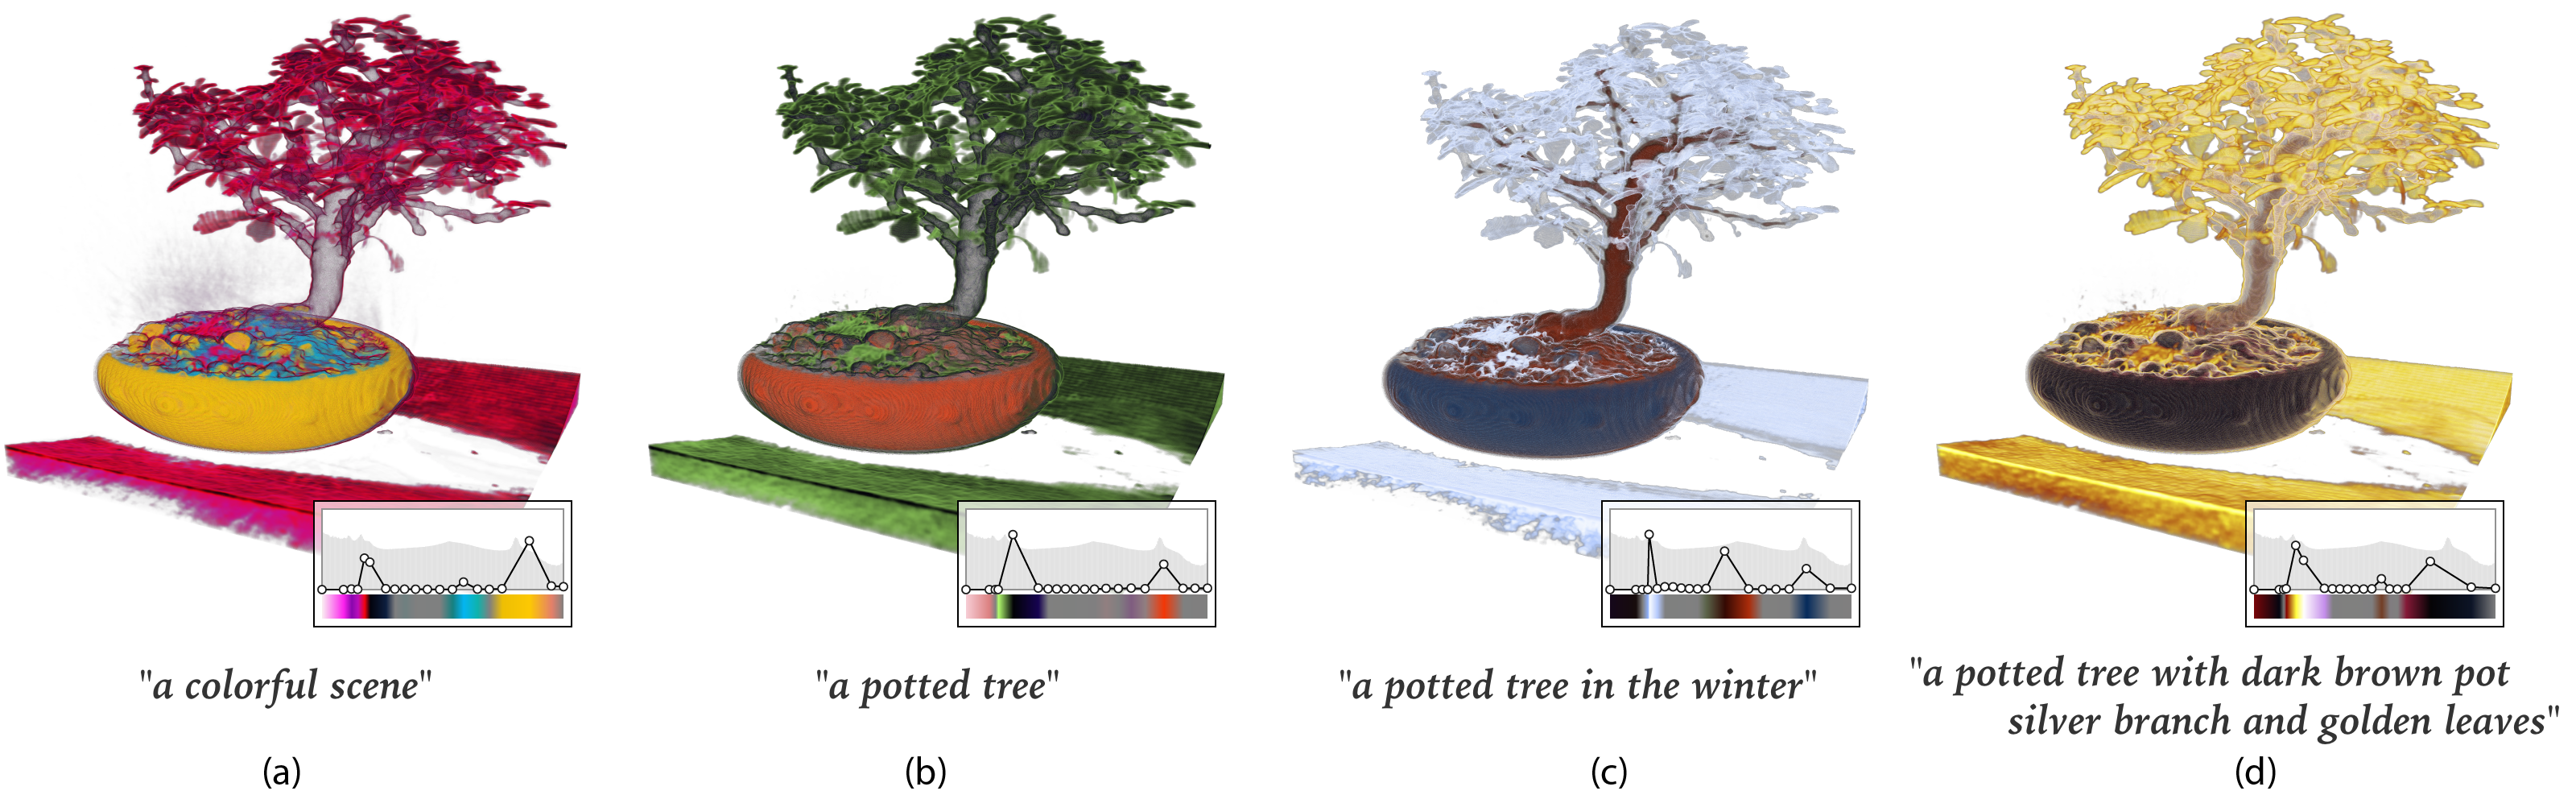 "a colorful scene"
"a potted tree"
"a potted tree in the winter"
"a potted tree with dark brown pot
silver branch and golden leaves"
(a)
(b)
(c)
(d)